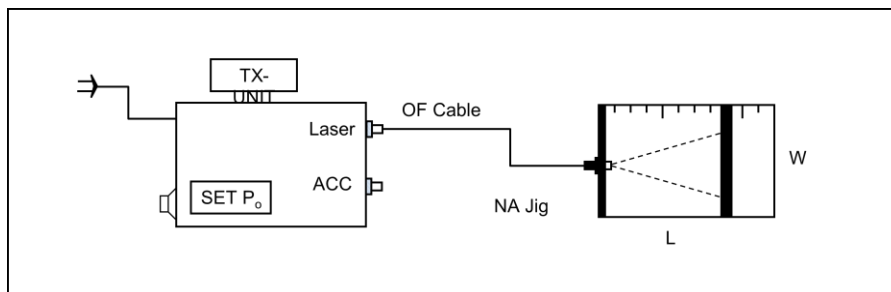 TX-
UNIT
Laser
OF Cable
W
ACC
SET Po
NA Jig
L